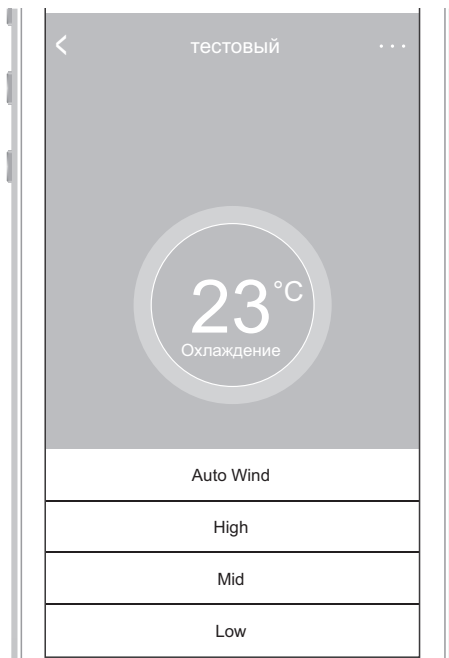 тестовый
23 °C
Охлаждение
Auto Wind
High
Mid
Low